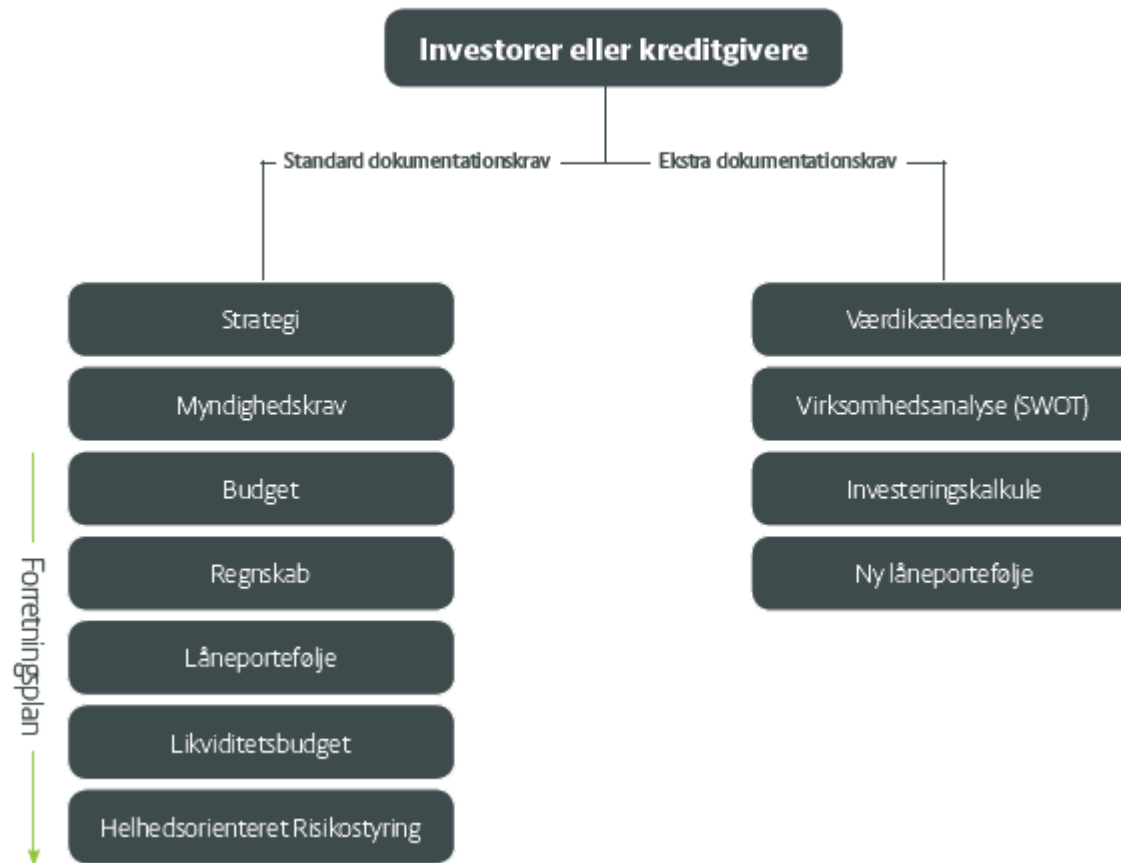 Investorer eller kreditgivere
Standard dokumentationskrav
Ekstra dokumentationskrav
Strategi
Myndighedskrav
Budget
Regnskab
Låneportefølje
Likviditetsbudget
Helhedsorienteret Risikostyring
Forretningsplan
Værdikædeanalyse
Virksomhedsanalyse (SWOT)
Investeringskalkule
Ny låneportefølje